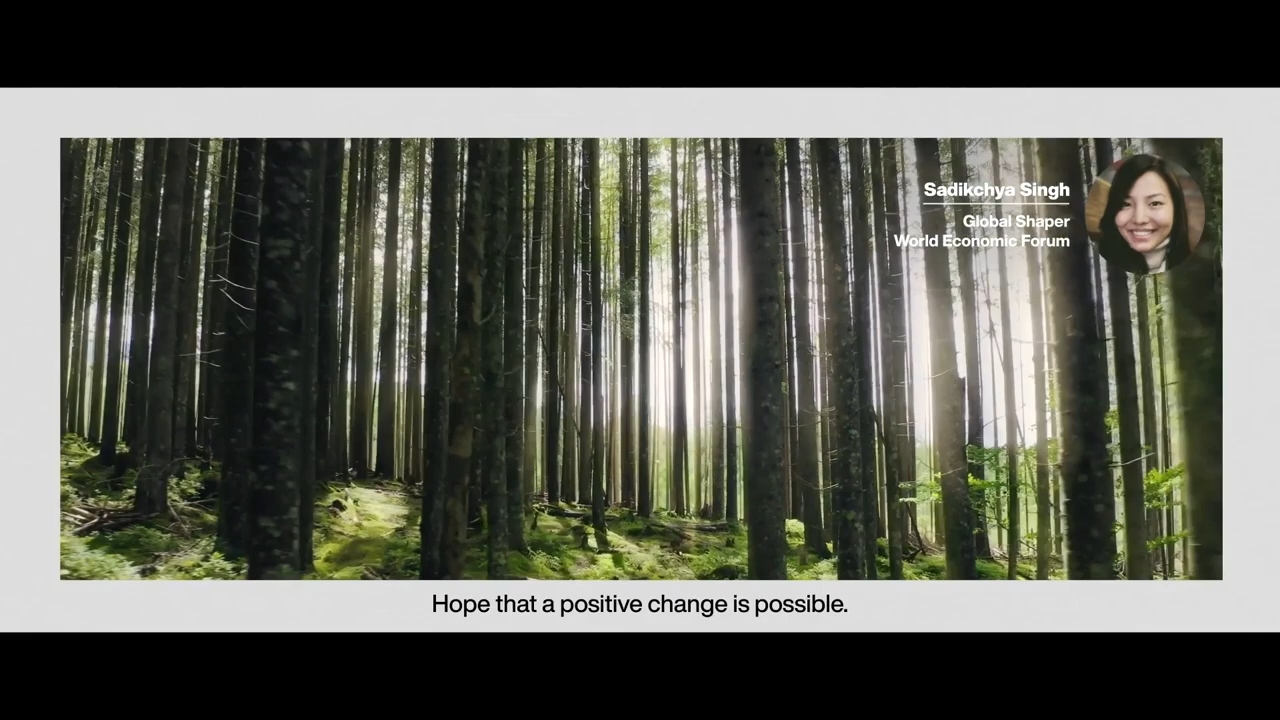 Sadikchya Singh
Global Shaper
World Economic Forum
Hope that a positive change is possible.